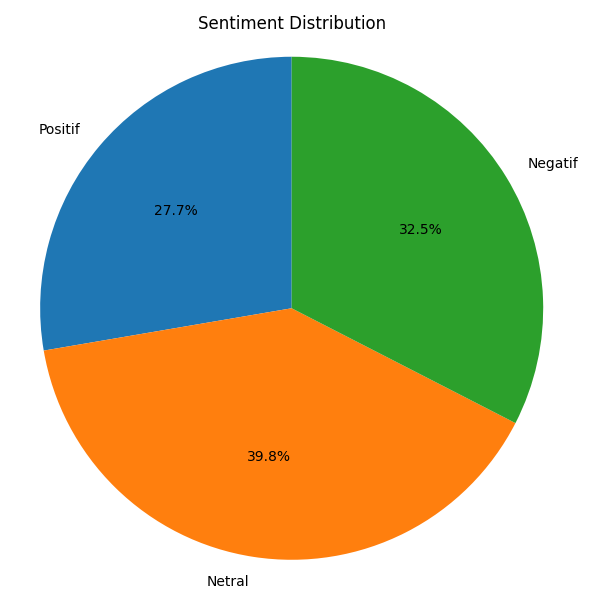 Sentiment Distribution
Positif
Negatif
27.7%
32.5%
39.8%
Netral